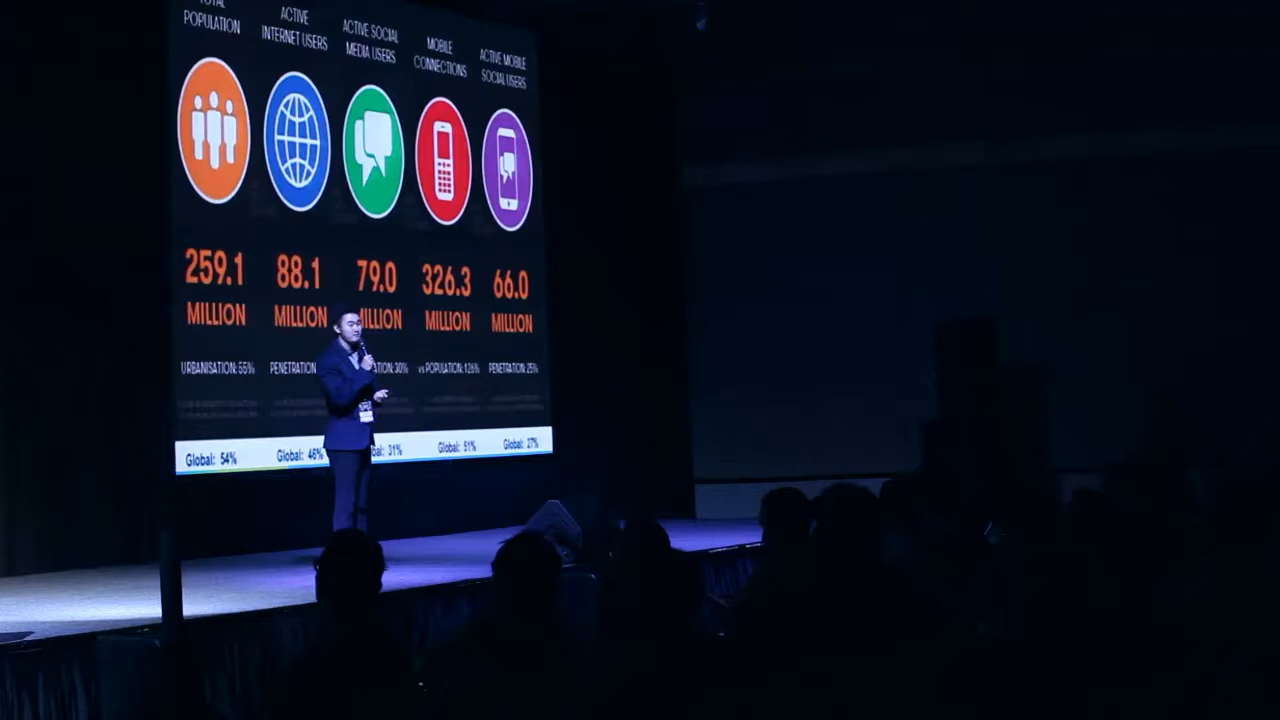 TOTAL
POPULATION
ACTIVE
INTERNET USERS
ACTIVE SOCIAL
MEDIA USERS
MOBILE
CONNECTIONS
ACTIVE MOBILE
SOCIAL USERS
259.1
MILLION
88.1
MILLION
79.0
MILLION
326.3
MILLION
66.0
MILLION
URBANISATION: 55%
PENETRATION
30%
vs POPULATION: 126%
PENETRATION: 25%
Global: 54%
Global: 46%
31%
Global: 51%
Global: 27%